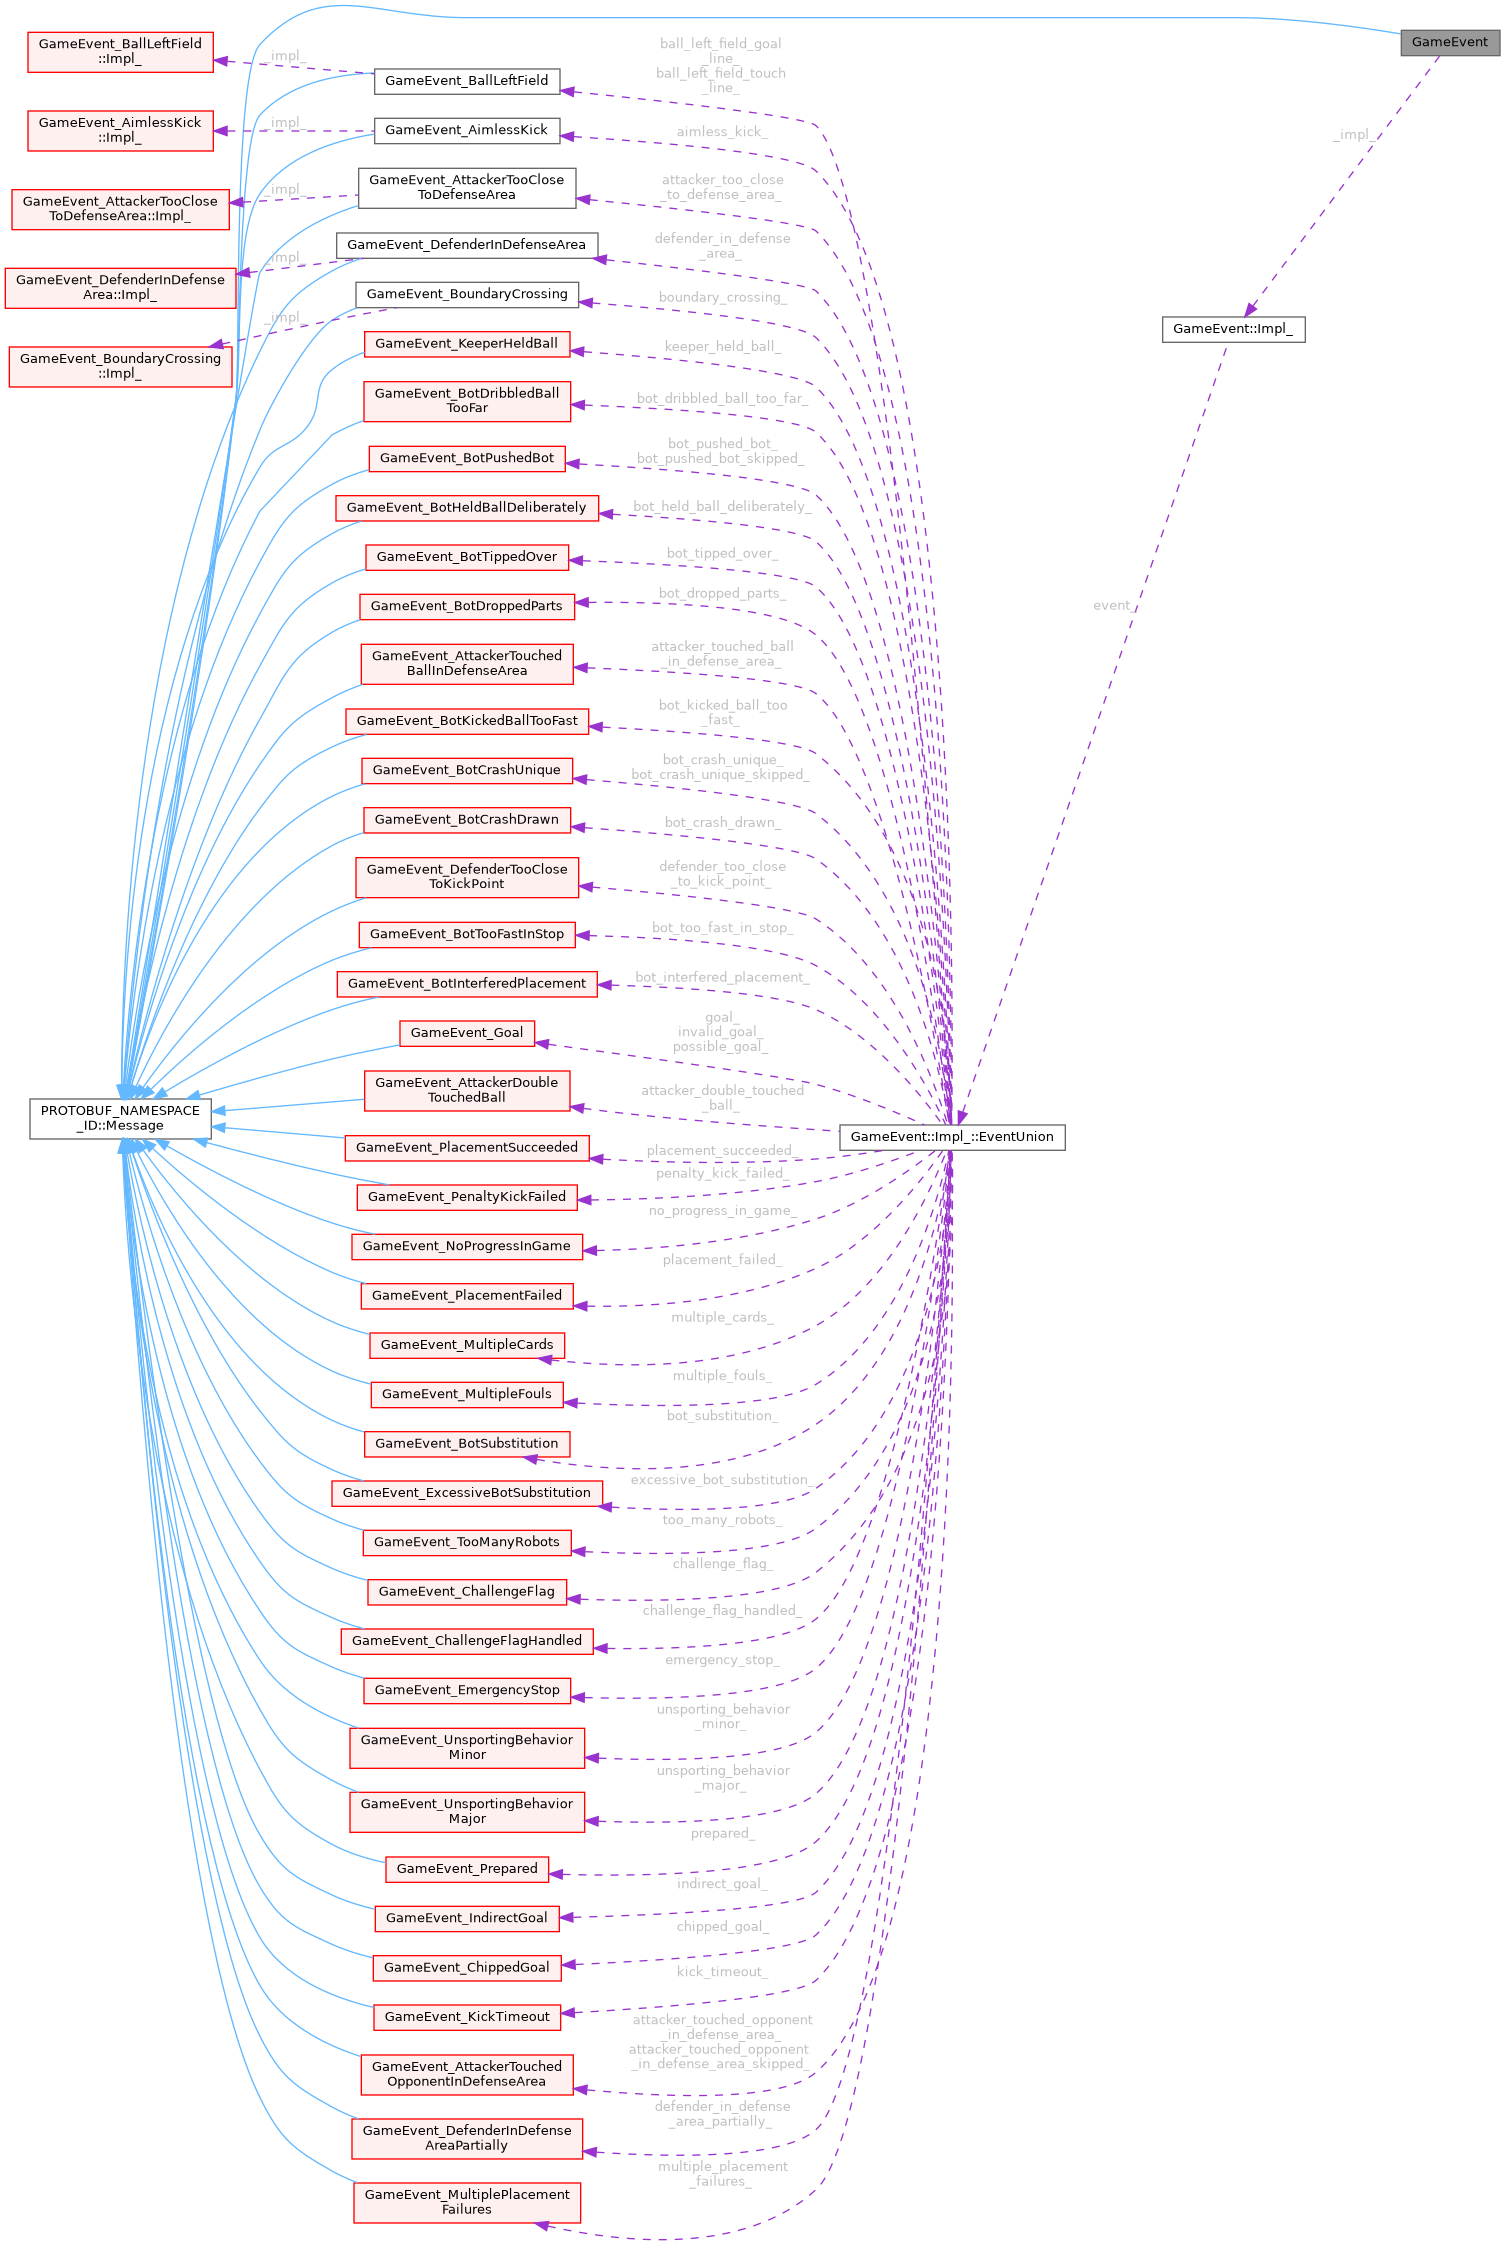 GameEvent
GameEvent_BallLeftField
::Impl_
_impl_
GameEvent_BallLeftField
ball_left_field_goal
_line_
ball_left_field_touch
_line_
GameEvent_AimlessKick
::Impl_
_impl_
GameEvent_AimlessKick
aimless_kick_
_impl_
GameEvent_AttackerTooClose
ToDefenseArea::Impl_
_impl_
GameEvent_AttackerTooClose
ToDefenseArea
attacker_too_close
_to_defense_area_
GameEvent_DefenderInDefense
Area::Impl_
_impl_
GameEvent_DefenderInDefenseArea
defender_in_defense
_area_
GameEvent_BoundaryCrossing
::Impl_
_impl_
GameEvent_BoundaryCrossing
boundary_crossing_
GameEvent::Impl_
GameEvent_KeeperHeldBall
keeper_held_ball_
GameEvent_BotDribbledBall
TooFar
bot_dribbled_ball_too_far_
GameEvent_BotPushedBot
bot_pushed_bot_
bot_pushed_bot_skipped_
GameEvent_BotHeldBallDeliberately
bot_held_ball_deliberately_
GameEvent_BotTippedOver
bot_tipped_over_
GameEvent_BotDroppedParts
bot_dropped_parts_
event_
GameEvent_AttackerTouched
BallInDefenseArea
attacker_touched_ball
_in_defense_area_
GameEvent_BotKickedBallTooFast
bot_kicked_ball_too
_fast_
GameEvent_BotCrashUnique
bot_crash_unique_
bot_crash_unique_skipped_
GameEvent_BotCrashDrawn
bot_crash_drawn_
GameEvent_DefenderTooClose
ToKickPoint
defender_too_close
_to_kick_point_
GameEvent_BotTooFastInStop
bot_too_fast_in_stop_
GameEvent_BotInterferedPlacement
bot_interfered_placement_
GameEvent_Goal
goal_
invalid_goal_
possible_goal_
GameEvent_AttackerDouble
TouchedBall
attacker_double_touched
_ball_
PROTOBUF_NAMESPACE
_ID::Message
GameEvent::Impl_::EventUnion
GameEvent_PlacementSucceeded
placement_succeeded_
GameEvent_PenaltyKickFailed
penalty_kick_failed_
GameEvent_NoProgressInGame
no_progress_in_game_
GameEvent_PlacementFailed
placement_failed_
GameEvent_MultipleCards
multiple_cards_
GameEvent_MultipleFouls
multiple_fouls_
GameEvent_BotSubstitution
bot_substitution_
GameEvent_ExcessiveBotSubstitution
excessive_bot_substitution_
GameEvent_TooManyRobots
too_many_robots_
GameEvent_ChallengeFlag
challenge_flag_
GameEvent_ChallengeFlagHandled
challenge_flag_handled_
GameEvent_EmergencyStop
emergency_stop_
GameEvent_UnsportingBehavior
Minor
unsporting_behavior
_minor_
GameEvent_UnsportingBehavior
Major
unsporting_behavior
_major_
GameEvent_Prepared
prepared_
GameEvent_IndirectGoal
indirect_goal_
GameEvent_ChippedGoal
chipped_goal_
GameEvent_KickTimeout
kick_timeout_
GameEvent_AttackerTouched
OpponentInDefenseArea
attacker_touched_opponent
_in_defense_area_
attacker_touched_opponent
_in_defense_area_skipped_
GameEvent_DefenderInDefense
AreaPartially
defender_in_defense
_area_partially_
GameEvent_MultiplePlacement
Failures
multiple_placement
_failures_